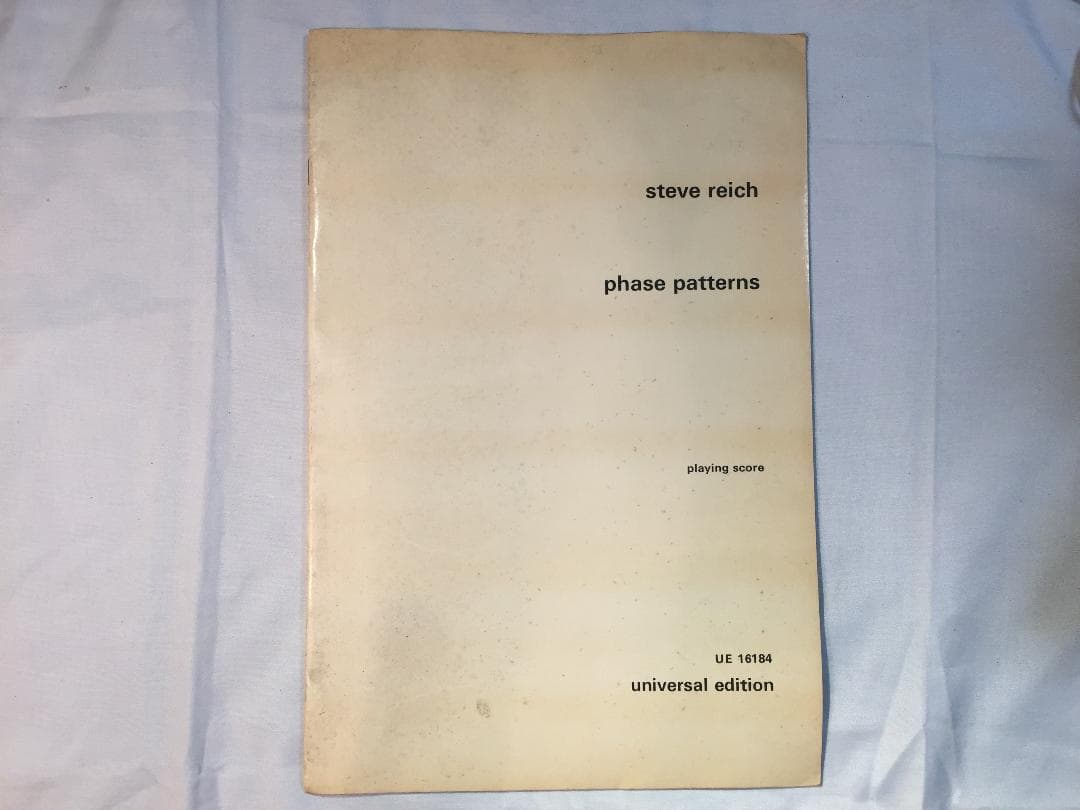 steve reich
phase patterns
playing score
UE 16184
universal edition